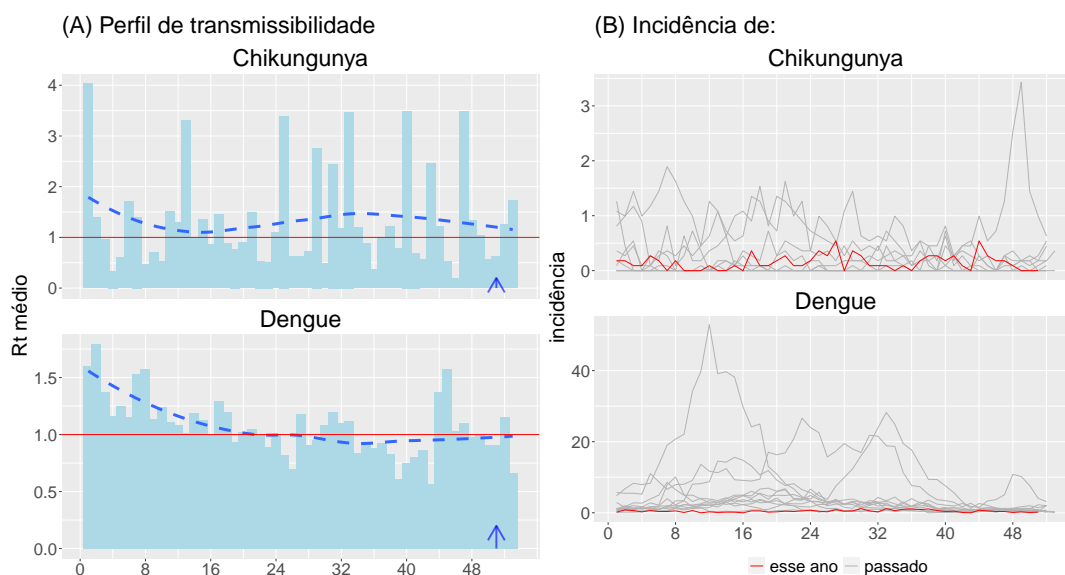 (A) Perfil de transmissibilidade
Chikungunya
4
3
2
1
0
Dengue
1.5
1.0
0.5
0.0
0 8 16 24 32 40 48
Rt médio
(B) Incidência de:
Chikungunya
3
2
1
0
Dengue
40
20
0
0 8 16 24 32 40 48
incidência
esse ano passado